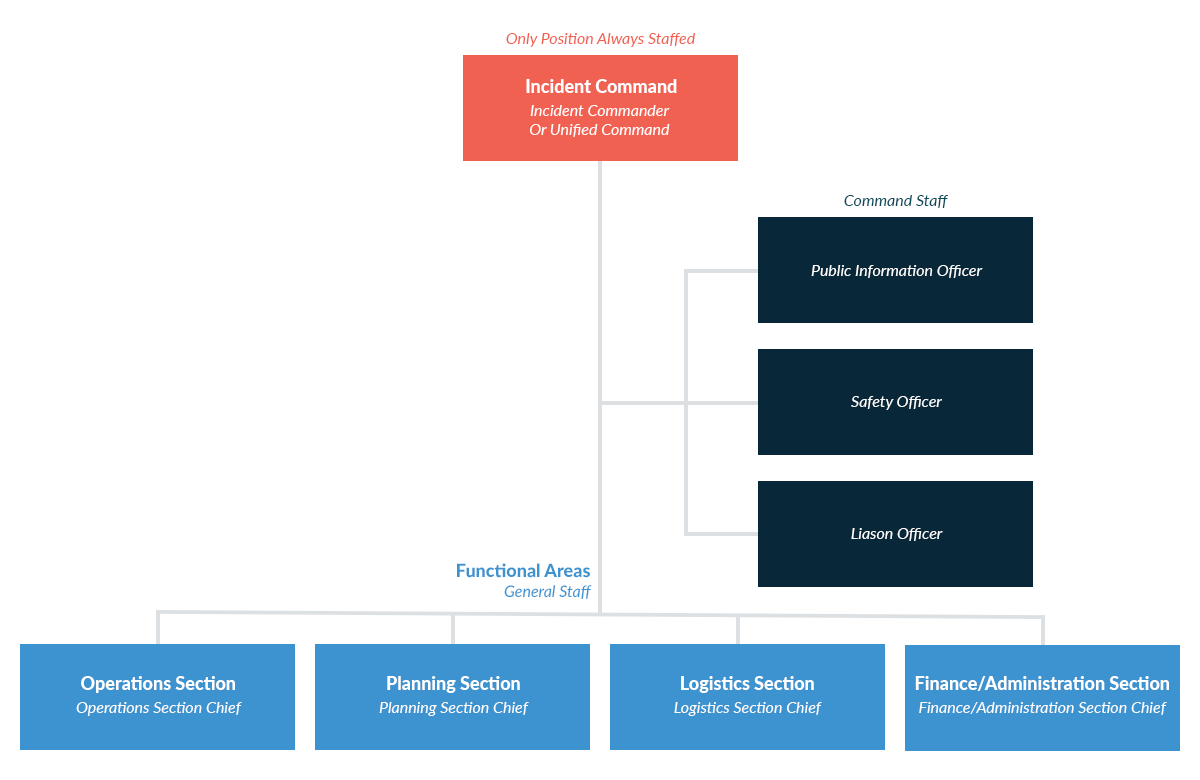 Only Position Always Staffed
Incident Command
Incident Commander
Or Unified Command
Command Staff
Public Information Officer
Safety Officer
Liason Officer
Functional Areas
General Staff
Operations Section
Operations Section Chief
Planning Section
Planning Section Chief
Logistics Section
Logistics Section Chief
Finance/Administration Section
Finance/Administration Section Chief